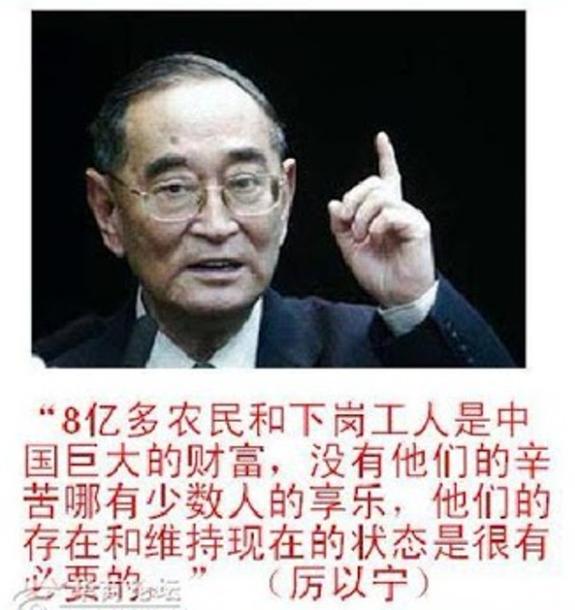 “8亿多农民和下岗工人是中
国巨大的财富，没有他们的辛
苦哪有少数人的享乐，他们的
存在和维持现在的状态是很有
必要的。” （厉以宁）
论坛